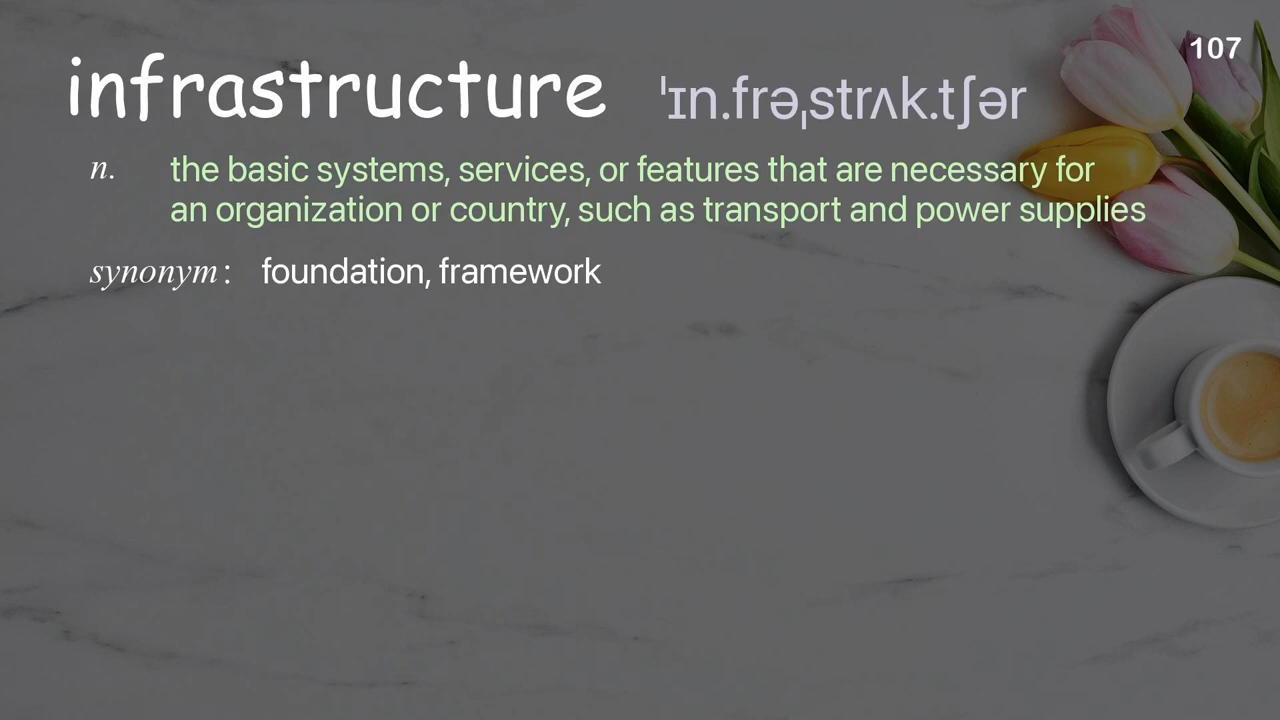 107
infrastructure ˈɪn.frəˌstrʌk.tʃər
n. the basic systems, services, or features that are necessary for
an organization or country, such as transport and power supplies
synonym: foundation, framework